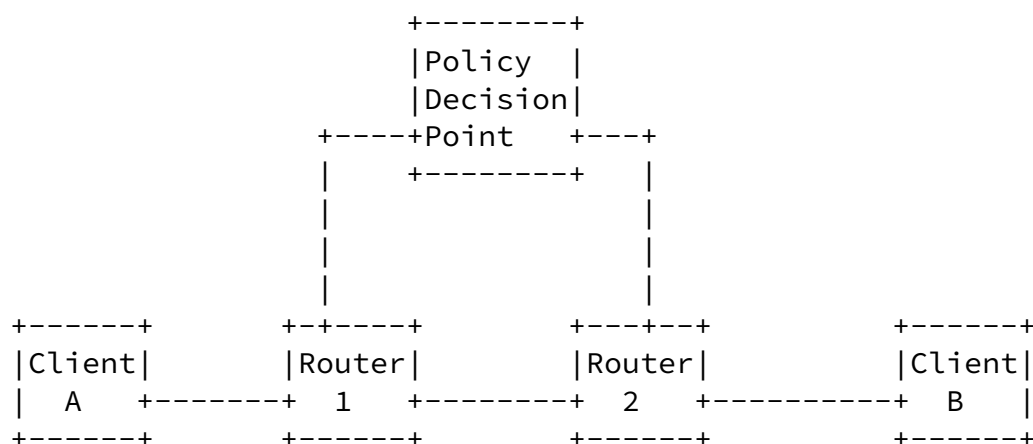 Policy
Decision
Point
Client Router Router Client
A 1 2 B